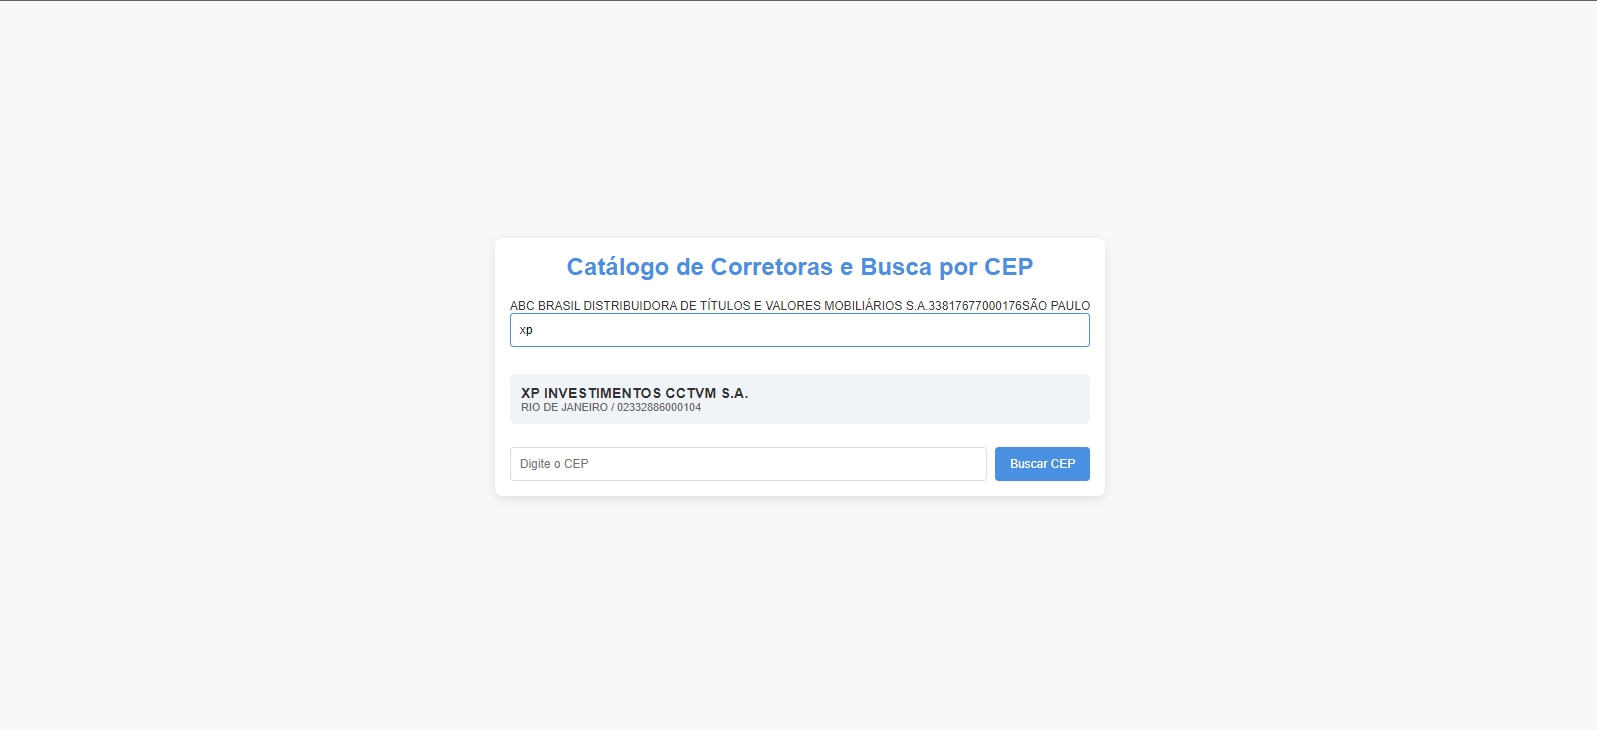 Catálogo de Corretoras e Busca por CEP
ABC BRASIL DISTRIBUIDORA DE TÍTULOS E VALORES MOBILIÁRIOS S.A.33817677000176SÃO PAULO
xp
XP INVESTIMENTOS CCTVM S.A.
RIO DE JANEIRO / 02332886000104
Digite o CEP
Buscar CEP